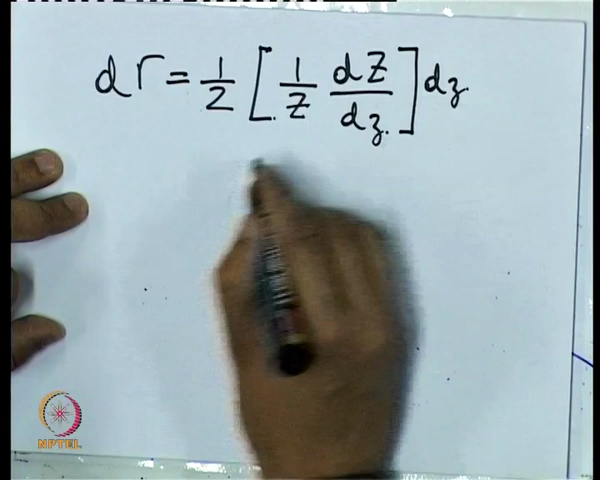 dΓ = 1/2 [ 1/Z dZ/dz ] dz
NPTEL